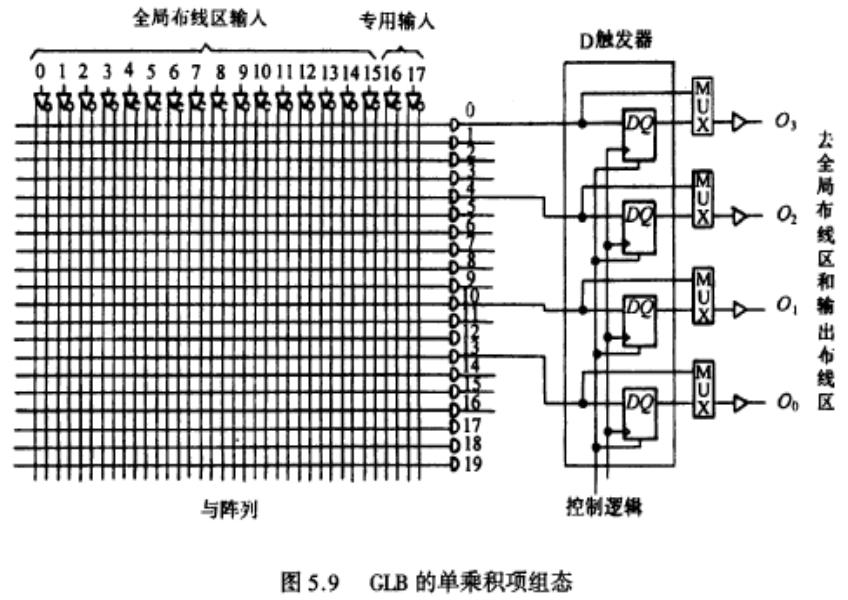 全局布线区输入 专用输入
D触发器
0 1 2 3 4 5 6 7 8 9 10 11 12 13 14 15 16 17
0
1
2
3
4
5
6
7
8
9
10
11
12
13
14
15
16
17
18
19
DQ
MUX
O3
DQ
MUX
O2
DQ
MUX
O1
DQ
MUX
O0
去全局布线区和输出布线区
与阵列
控制逻辑
图 5.9 GLB 的单乘积项组态